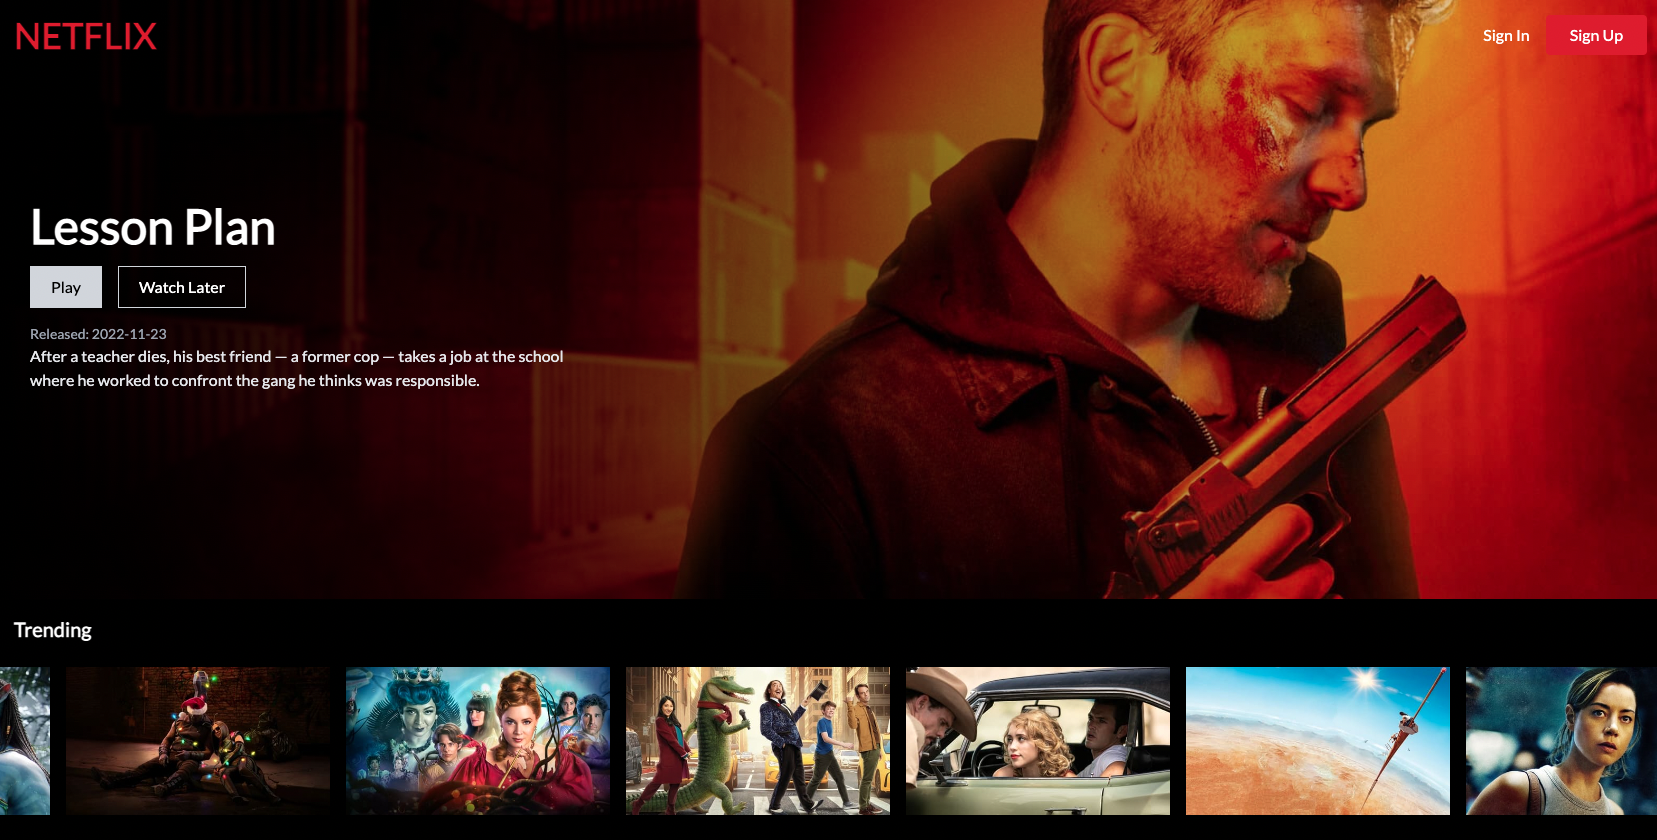 NETFLIX
Sign In
Sign Up
Lesson Plan
Play
Watch Later
Released: 2022-11-23
After a teacher dies, his best friend — a former cop — takes a job at the school
where he worked to confront the gang he thinks was responsible.
Trending